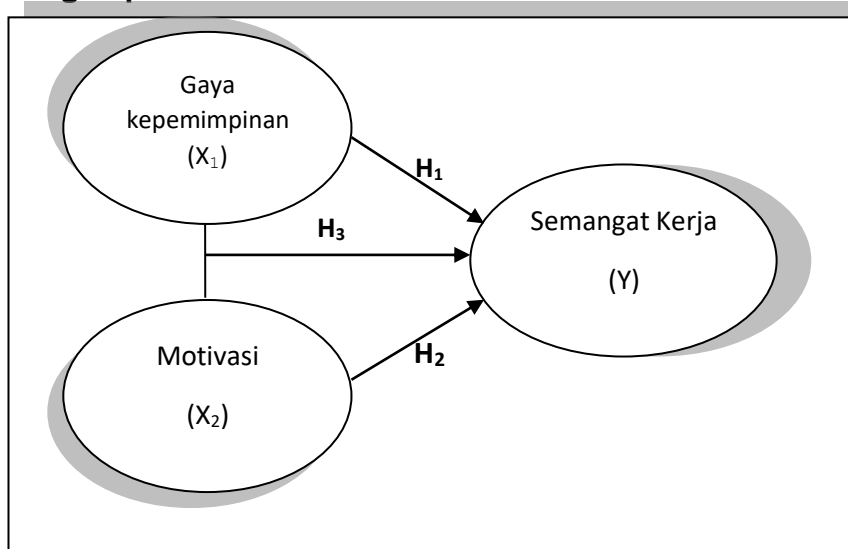 Gaya
kepemimpinan
(X₁)
H₁
Semangat Kerja
(Y)
H₃
Motivasi
(X₂)
H₂